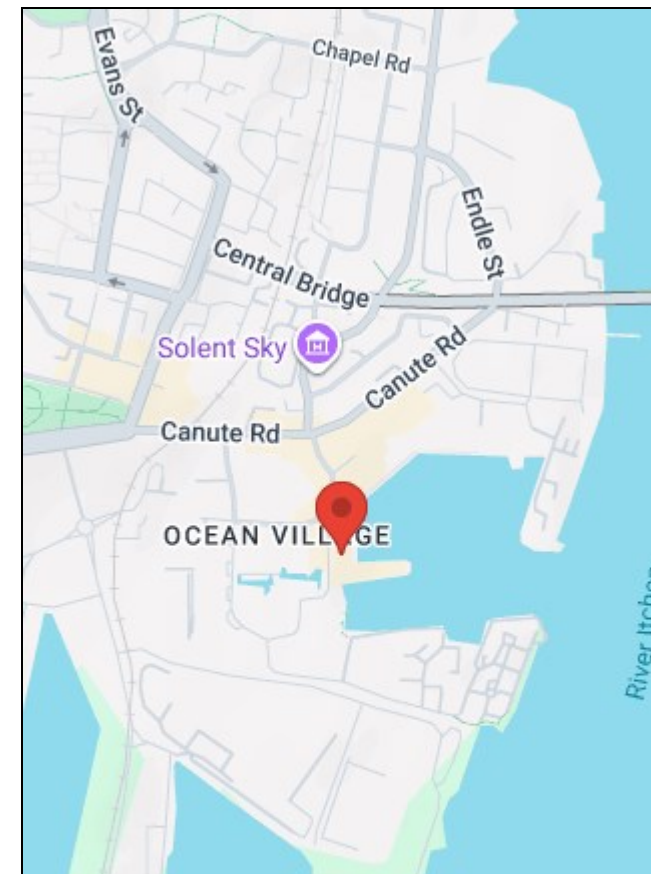 Chapel Rd
Evans St
Endle St
Central Bridge
Solent Sky
Canute Rd
Canute Rd
OCEAN VILLAGE
River Itchen